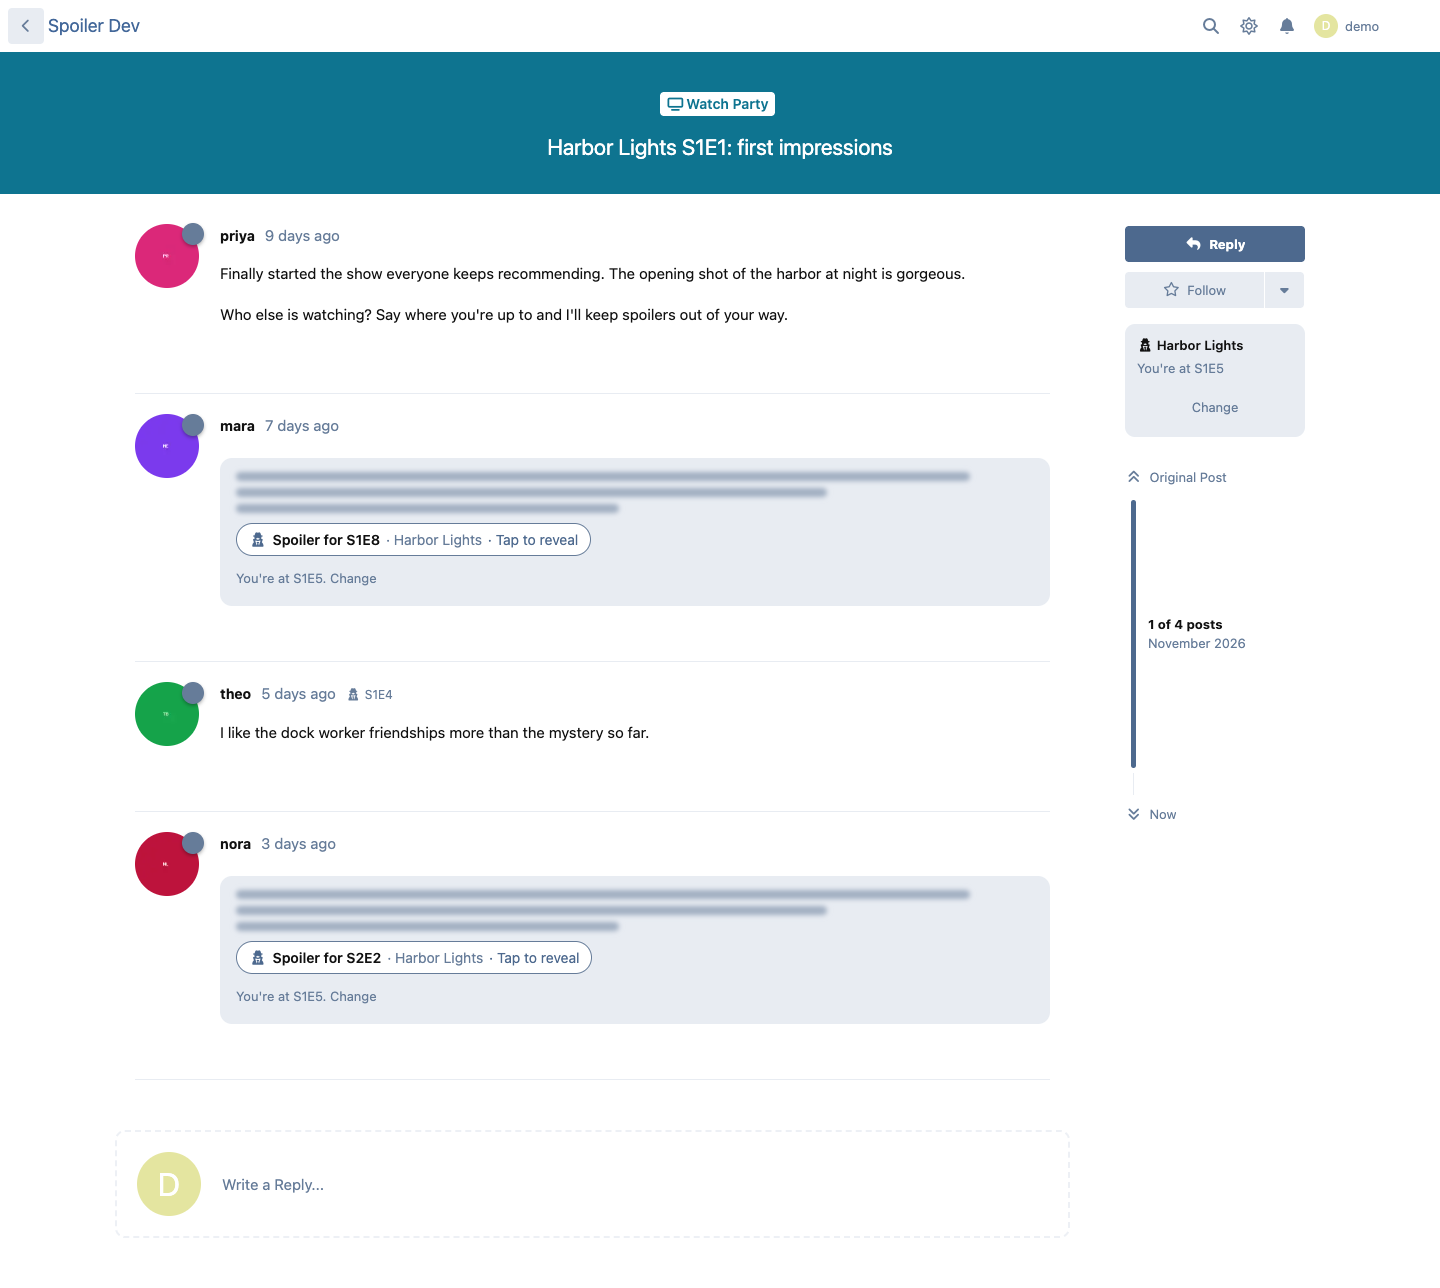 Spoiler Dev
D demo
Watch Party
Harbor Lights S1E1: first impressions
priya 9 days ago
Finally started the show everyone keeps recommending. The opening shot of the harbor at night is gorgeous.
Who else is watching? Say where you're up to and I'll keep spoilers out of your way.
Reply
Follow
Harbor Lights
You're at S1E5
Change
mara 7 days ago
Spoiler for S1E8 · Harbor Lights · Tap to reveal
You're at S1E5. Change
Original Post
1 of 4 posts
November 2026
Now
theo 5 days ago S1E4
I like the dock worker friendships more than the mystery so far.
nora 3 days ago
Spoiler for S2E2 · Harbor Lights · Tap to reveal
You're at S1E5. Change
D
Write a Reply...